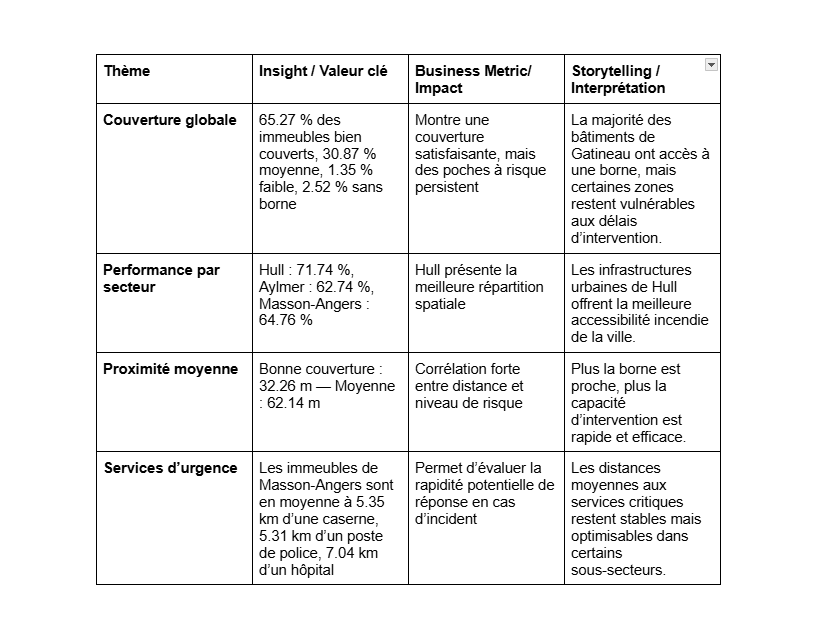 Thème
Insight / Valeur clé
Business Metric/
Impact
Storytelling /
Interprétation
Couverture globale
65.27 % des
immeubles bien
couverts, 30.87 %
moyenne, 1.35 %
faible, 2.52 % sans
borne
Montre une
couverture
satisfaisante, mais
des poches à risque
persistent
La majorité des
bâtiments de
Gatineau ont accès à
une borne, mais
certaines zones
restent vulnérables
aux délais
d’intervention.
Performance par
secteur
Hull : 71.74 %,
Aylmer : 62.74 %,
Masson-Angers :
64.76 %
Hull présente la
meilleure répartition
spatiale
Les infrastructures
urbaines de Hull
offrent la meilleure
accessibilité incendie
de la ville.
Proximité moyenne
Bonne couverture :
32.26 m — Moyenne
: 62.14 m
Corrélation forte
entre distance et
niveau de risque
Plus la borne est
proche, plus la
capacité
d’intervention est
rapide et efficace.
Services d’urgence
Les immeubles de
Masson-Angers sont
en moyenne à 5.35
km d’une caserne,
5.31 km d’un poste
de police, 7.04 km
d’un hôpital
Permet d’évaluer la
rapidité potentielle de
réponse en cas
d’incident
Les distances
moyennes aux
services critiques
restent stables mais
optimisables dans
certains
sous-secteurs.